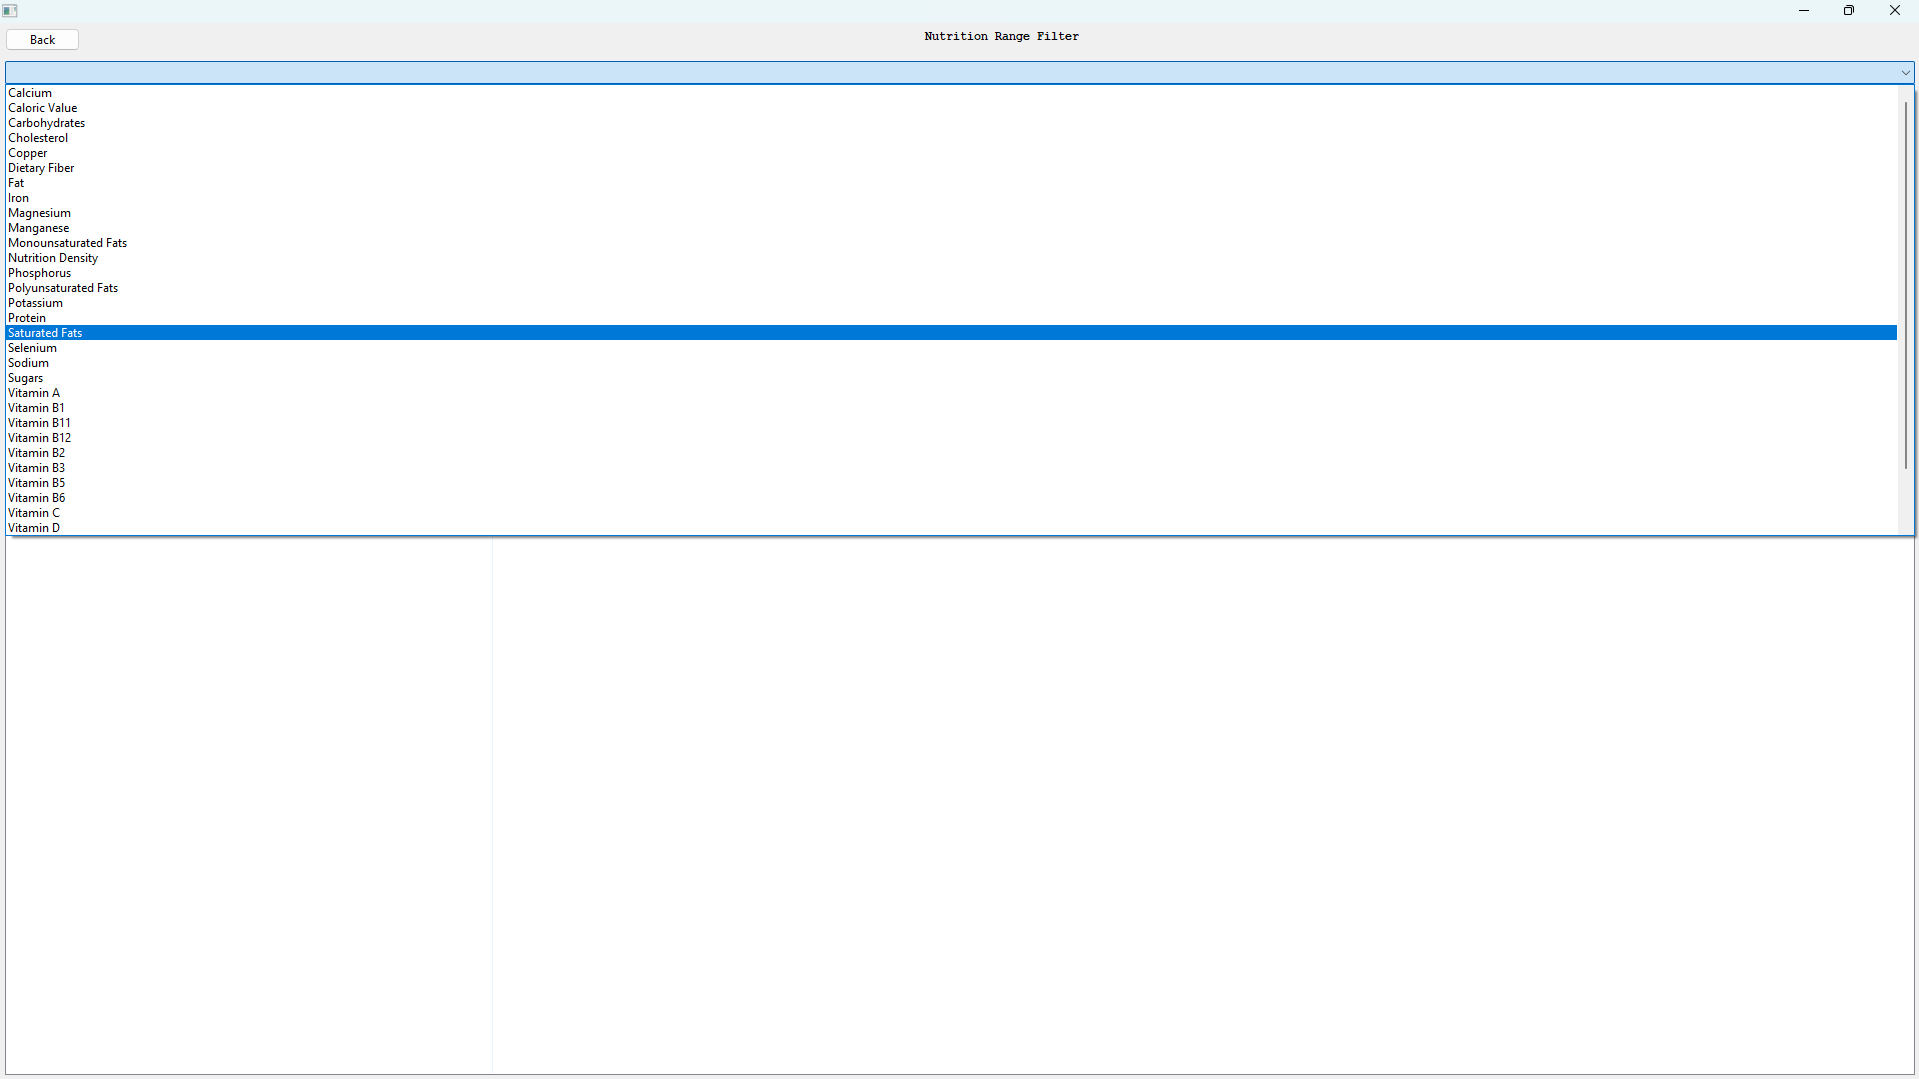 Back
Nutrition Range Filter
Calcium
Caloric Value
Carbohydrates
Cholesterol
Copper
Dietary Fiber
Fat
Iron
Magnesium
Manganese
Monounsaturated Fats
Nutrition Density
Phosphorus
Polyunsaturated Fats
Potassium
Protein
Saturated Fats
Selenium
Sodium
Sugars
Vitamin A
Vitamin B1
Vitamin B11
Vitamin B12
Vitamin B2
Vitamin B3
Vitamin B5
Vitamin B6
Vitamin C
Vitamin D